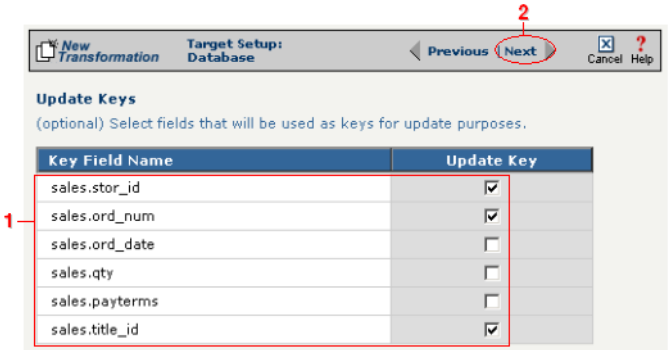 2
New Transformation
Target Setup: Database
Previous
Next
Cancel
Help
Update Keys
(optional) Select fields that will be used as keys for update purposes.
Key Field Name
Update Key
sales.stor_id
sales.ord_num
1
sales.ord_date
sales.qty
sales.payterms
sales.title_id